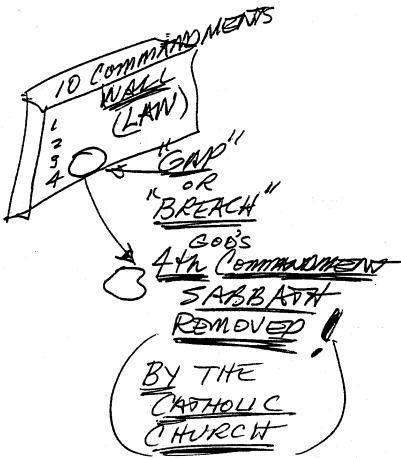 10 COMMANDMENTS
WALL
(LAW)
1
2
3
4
"GAP"
OR
"BREACH"
GOD'S
4th COMMANDMENT
SABBATH
REMOVED!
BY THE
CATHOLIC
CHURCH